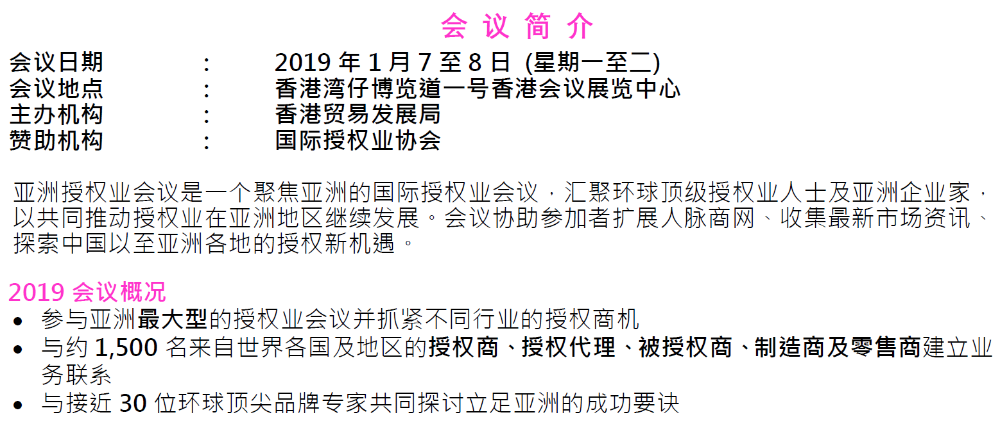 会 议 简 介
会议日期 : 2019 年 1 月 7 至 8 日 (星期一至二)
会议地点 : 香港湾仔博览道一号香港会议展览中心
主办机构 : 香港贸易发展局
赞助机构 : 国际授权业协会
亚洲授权业会议是一个聚焦亚洲的国际授权业会议，汇聚环球顶级授权业人士及亚洲企业家，
以共同推动授权业在亚洲地区继续发展。会议协助参加者扩展人脉商网、收集最新市场资讯、
探索中国以至亚洲各地的授权新机遇。
2019 会议概况
● 参与亚洲最大型的授权业会议并抓紧不同行业的授权商机
● 与约 1,500 名来自世界各国及地区的授权商、授权代理、被授权商、制造商及零售商建立业
务联系
● 与接近 30 位环球顶尖品牌专家共同探讨立足亚洲的成功要诀